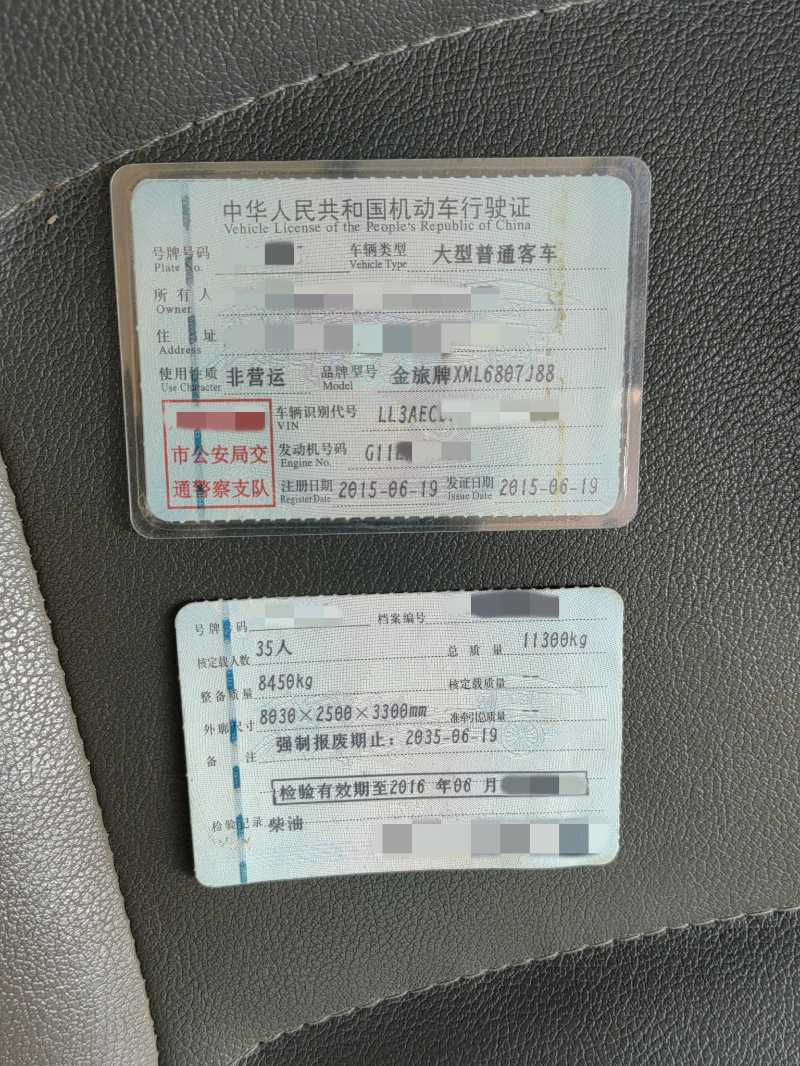 中华人民共和国机动车行驶证
Vehicle License of the People's Republic of China
号牌号码 车辆类型 大型普通客车
Plate No. Vehicle Type
所有人
Owner
住址
Address
使用性质 非营运 品牌型号 金旅牌XML6807J88
Use Character Model
车辆识别代号 LL3AEC
VIN
市公安局交 发动机号码 G11
Engine No.
通警察支队 注册日期 2015-06-19 发证日期 2015-06-19
Register Date Issue Date
号牌号码 档案编号
核定载人数 35人 总质量 11300kg
整备质量 8450kg 核定载质量 --
外廓尺寸 8030×2500×3300mm 准牵引总质量 --
备注 强制报废期止：2035-06-19
检验有效期至2016 年06 月
检验记录 柴油